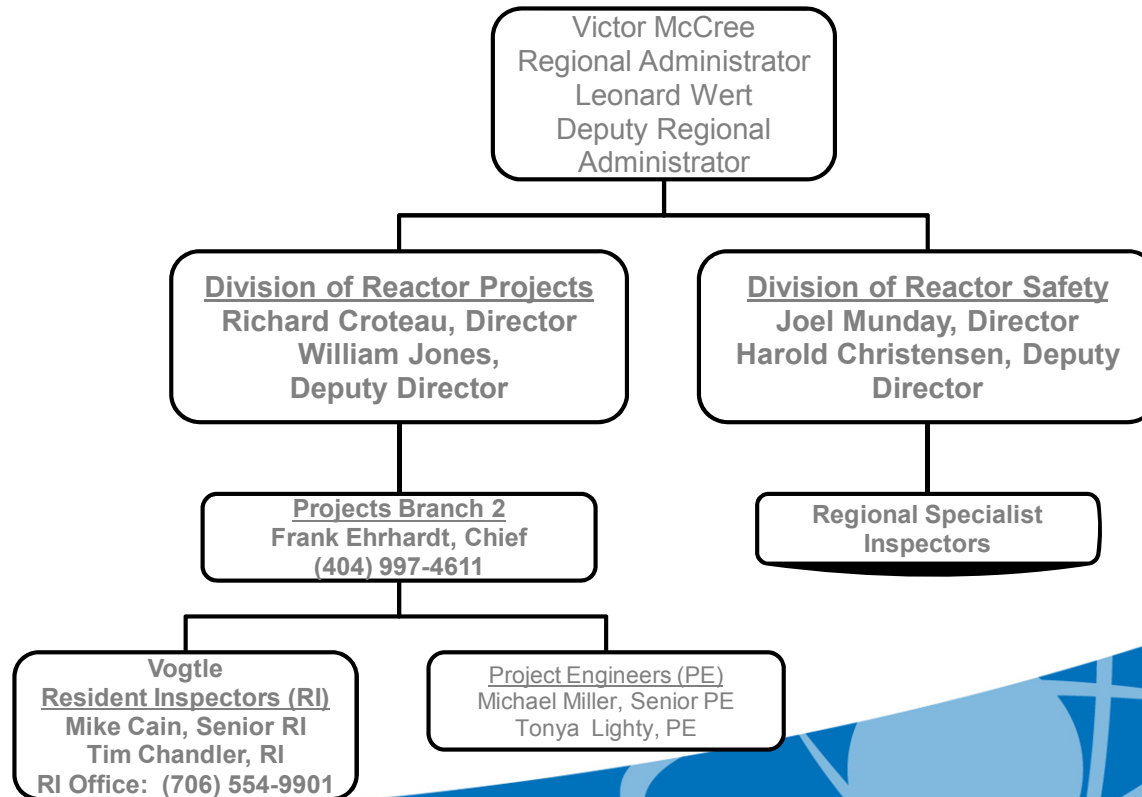 Victor McCree
Regional Administrator
Leonard Wert
Deputy Regional
Administrator
Division of Reactor Projects
Richard Croteau, Director
William Jones,
Deputy Director
Division of Reactor Safety
Joel Munday, Director
Harold Christensen, Deputy
Director
Projects Branch 2
Frank Ehrhardt, Chief
(404) 997-4611
Regional Specialist
Inspectors
Vogtle
Resident Inspectors (RI)
Mike Cain, Senior RI
Tim Chandler, RI
RI Office: (706) 554-9901
Project Engineers (PE)
Michael Miller, Senior PE
Tonya Lighty, PE